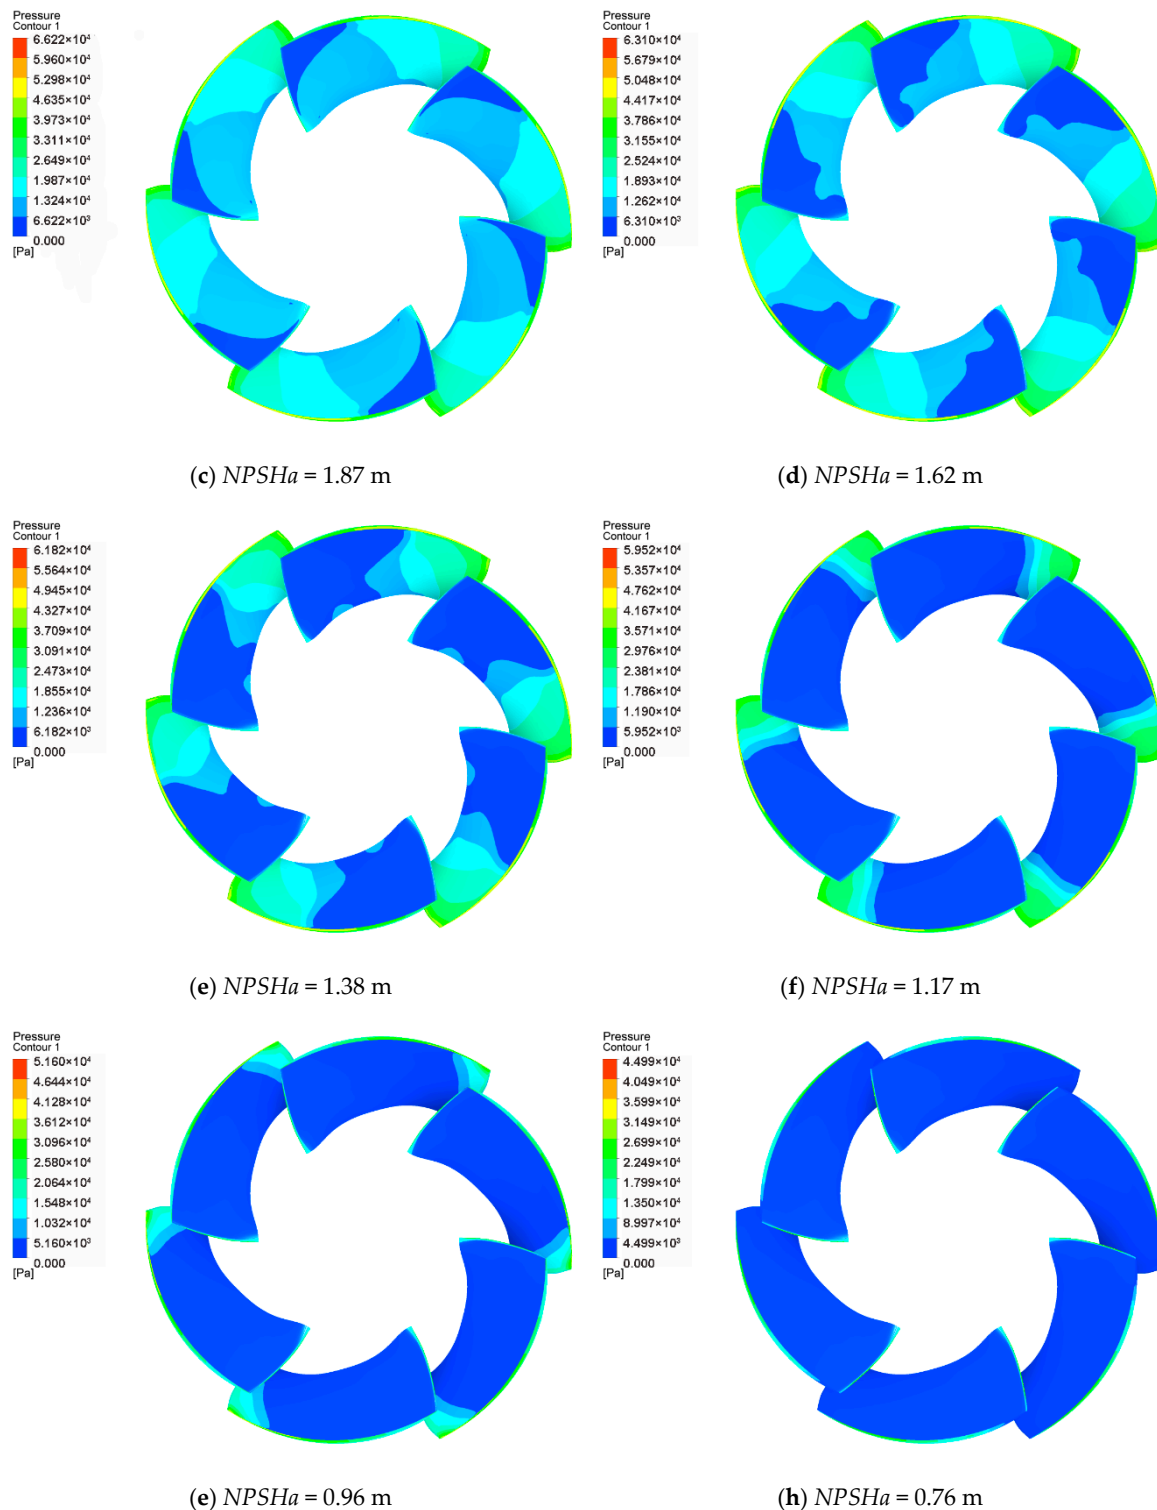 Pressure
Contour 1
6.622×10⁴
5.960×10⁴
5.298×10⁴
4.635×10⁴
3.973×10⁴
3.311×10⁴
2.649×10⁴
1.987×10⁴
1.324×10⁴
6.622×10³
0.000
[Pa]
(c) NPSHa = 1.87 m
Pressure
Contour 1
6.310×10⁴
5.679×10⁴
5.048×10⁴
4.417×10⁴
3.786×10⁴
3.155×10⁴
2.524×10⁴
1.893×10⁴
1.262×10⁴
6.310×10³
0.000
[Pa]
(d) NPSHa = 1.62 m
Pressure
Contour 1
6.182×10⁴
5.564×10⁴
4.945×10⁴
4.327×10⁴
3.709×10⁴
3.091×10⁴
2.473×10⁴
1.855×10⁴
1.236×10⁴
6.182×10³
0.000
[Pa]
(e) NPSHa = 1.38 m
Pressure
Contour 1
5.952×10⁴
5.357×10⁴
4.762×10⁴
4.167×10⁴
3.571×10⁴
2.976×10⁴
2.381×10⁴
1.786×10⁴
1.190×10⁴
5.952×10³
0.000
[Pa]
(f) NPSHa = 1.17 m
Pressure
Contour 1
5.160×10⁴
4.644×10⁴
4.128×10⁴
3.612×10⁴
3.096×10⁴
2.580×10⁴
2.064×10⁴
1.548×10⁴
1.032×10⁴
5.160×10³
0.000
[Pa]
(e) NPSHa = 0.96 m
Pressure
Contour 1
4.499×10⁴
4.049×10⁴
3.599×10⁴
3.149×10⁴
2.699×10⁴
2.249×10⁴
1.799×10⁴
1.350×10⁴
8.997×10³
4.499×10³
0.000
[Pa]
(h) NPSHa = 0.76 m